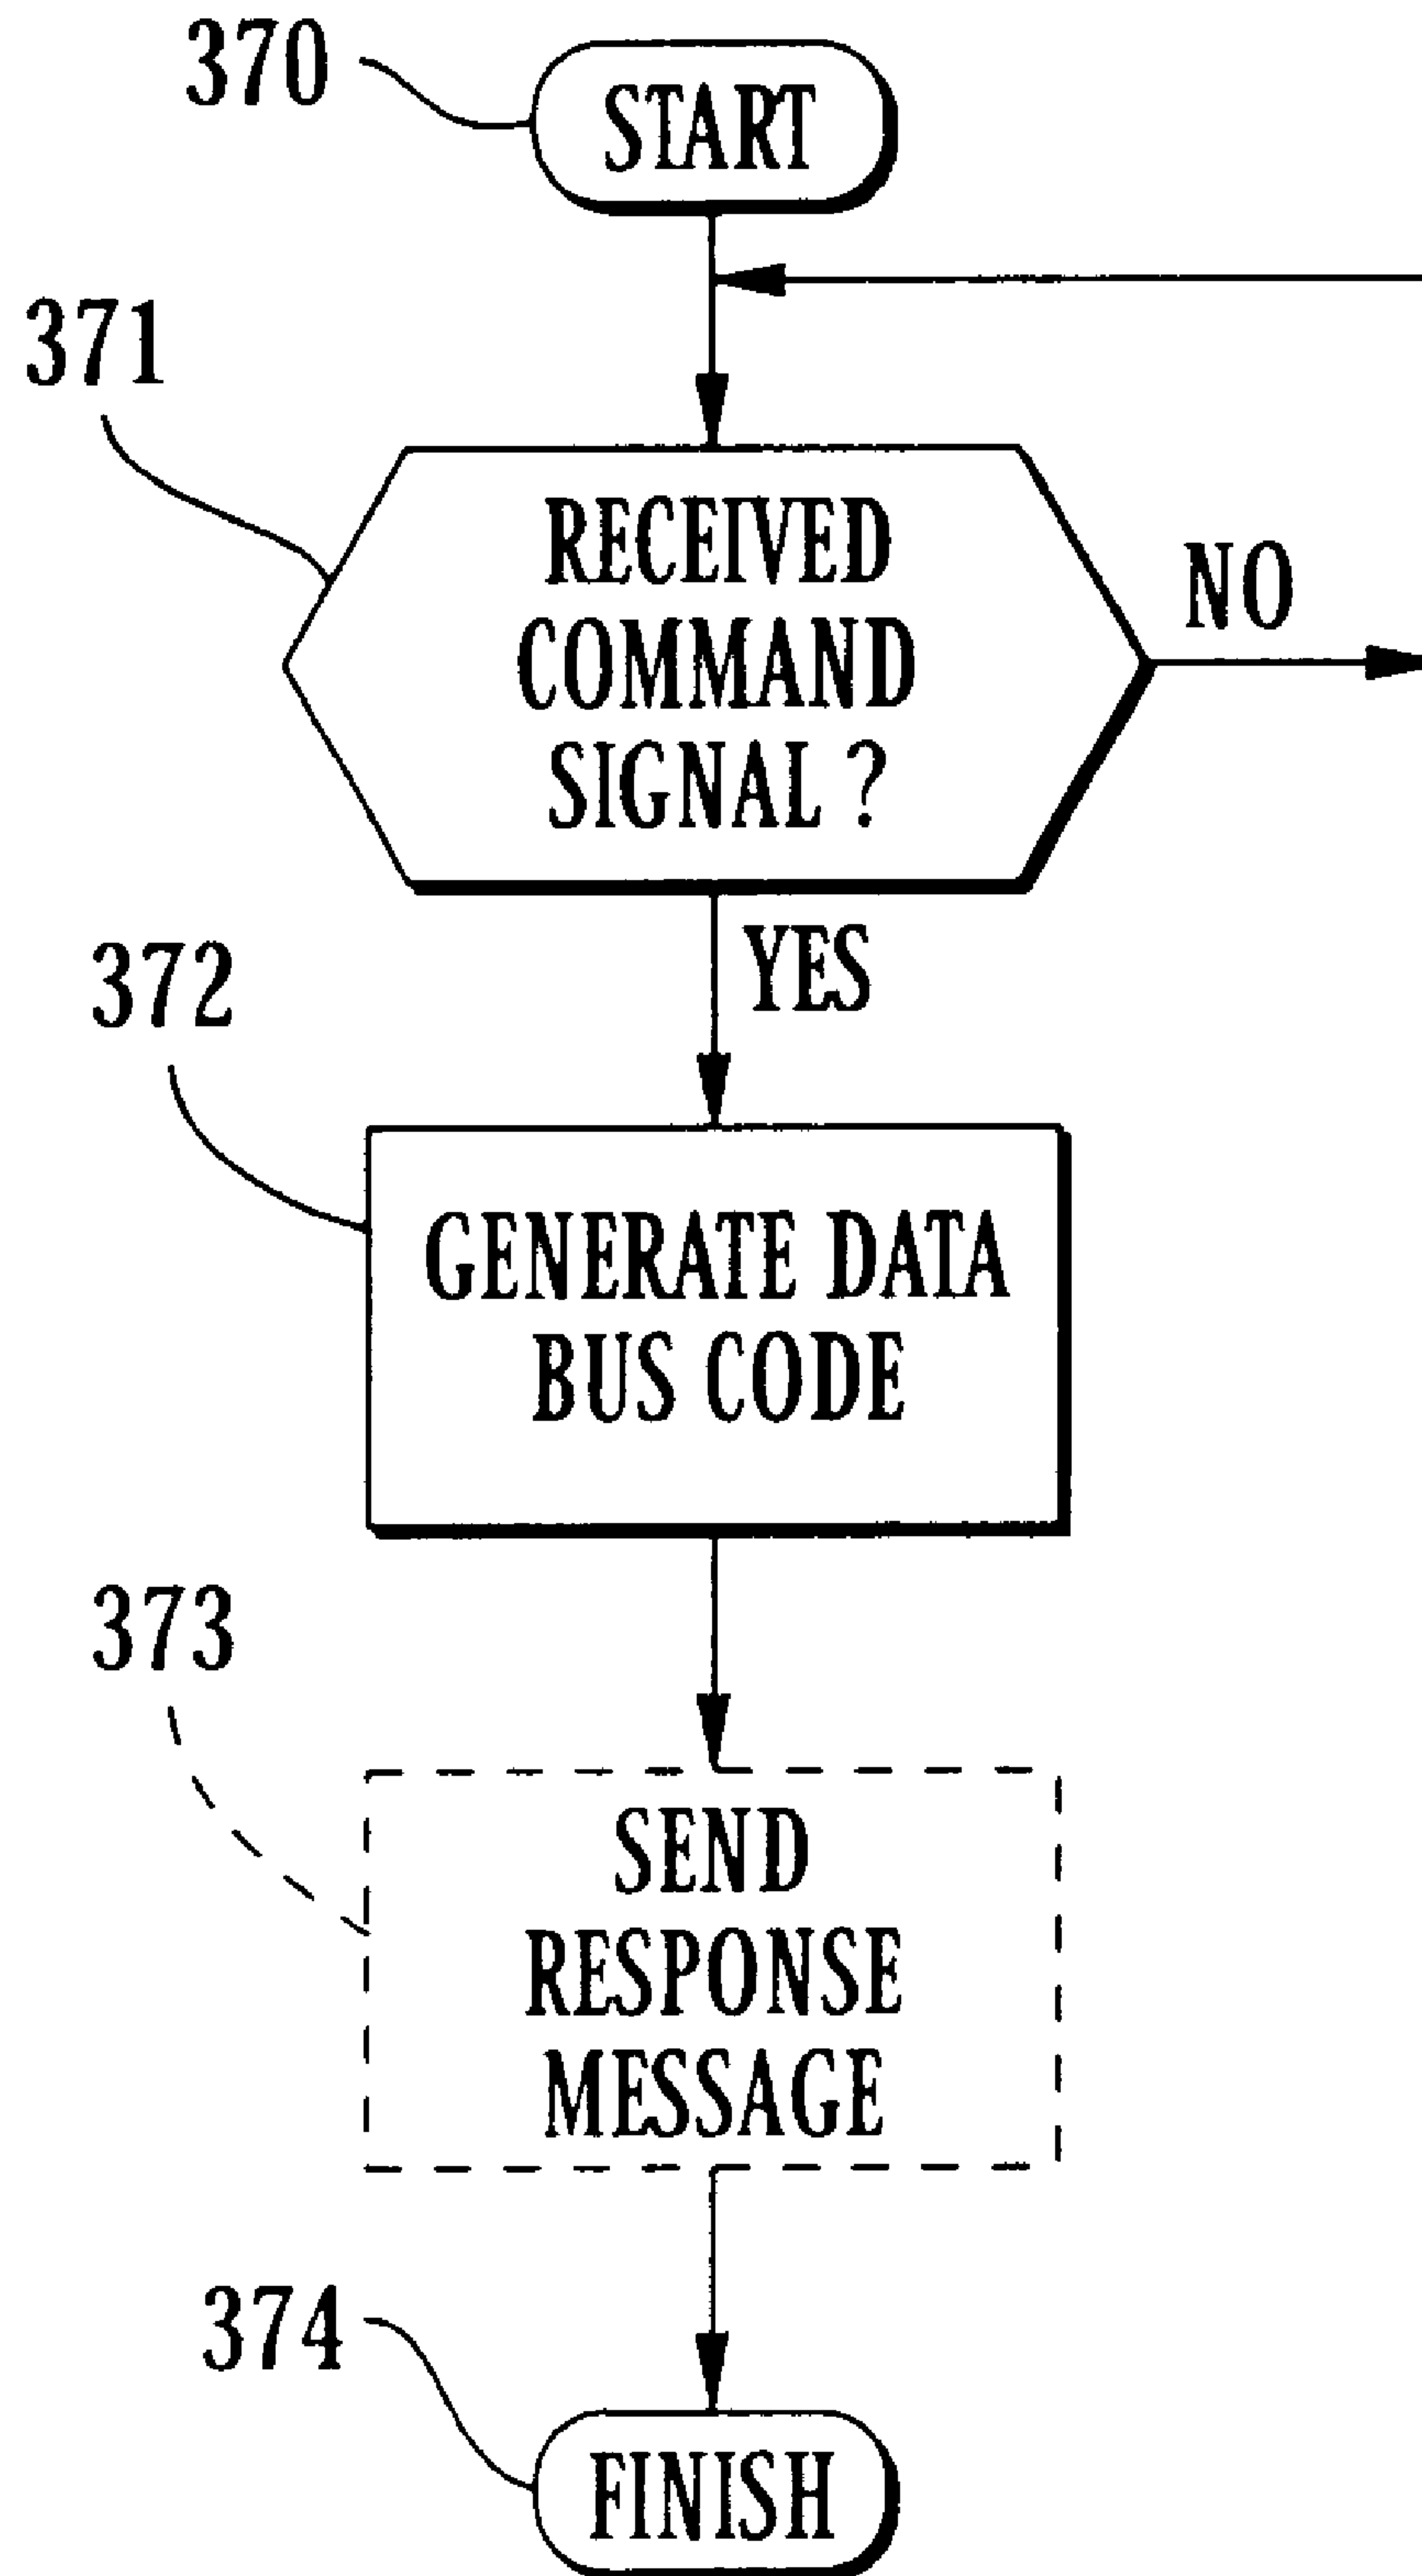 370
START
371
RECEIVED
COMMAND
SIGNAL ?
NO
YES
372
GENERATE DATA
BUS CODE
373
SEND
RESPONSE
MESSAGE
374
FINISH